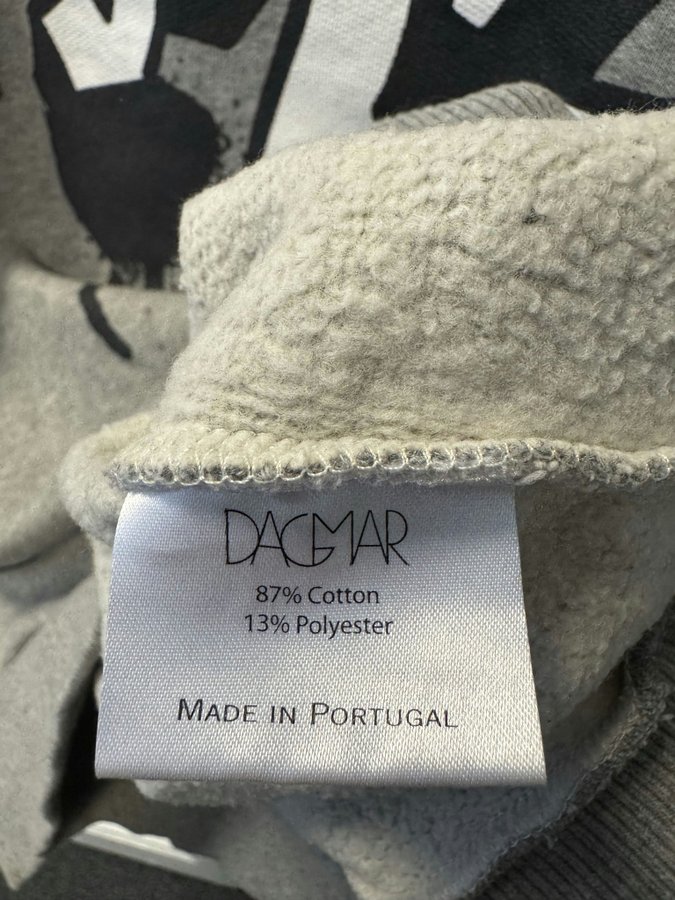 DAGMAR
87% Cotton
13% Polyester
MADE IN PORTUGAL